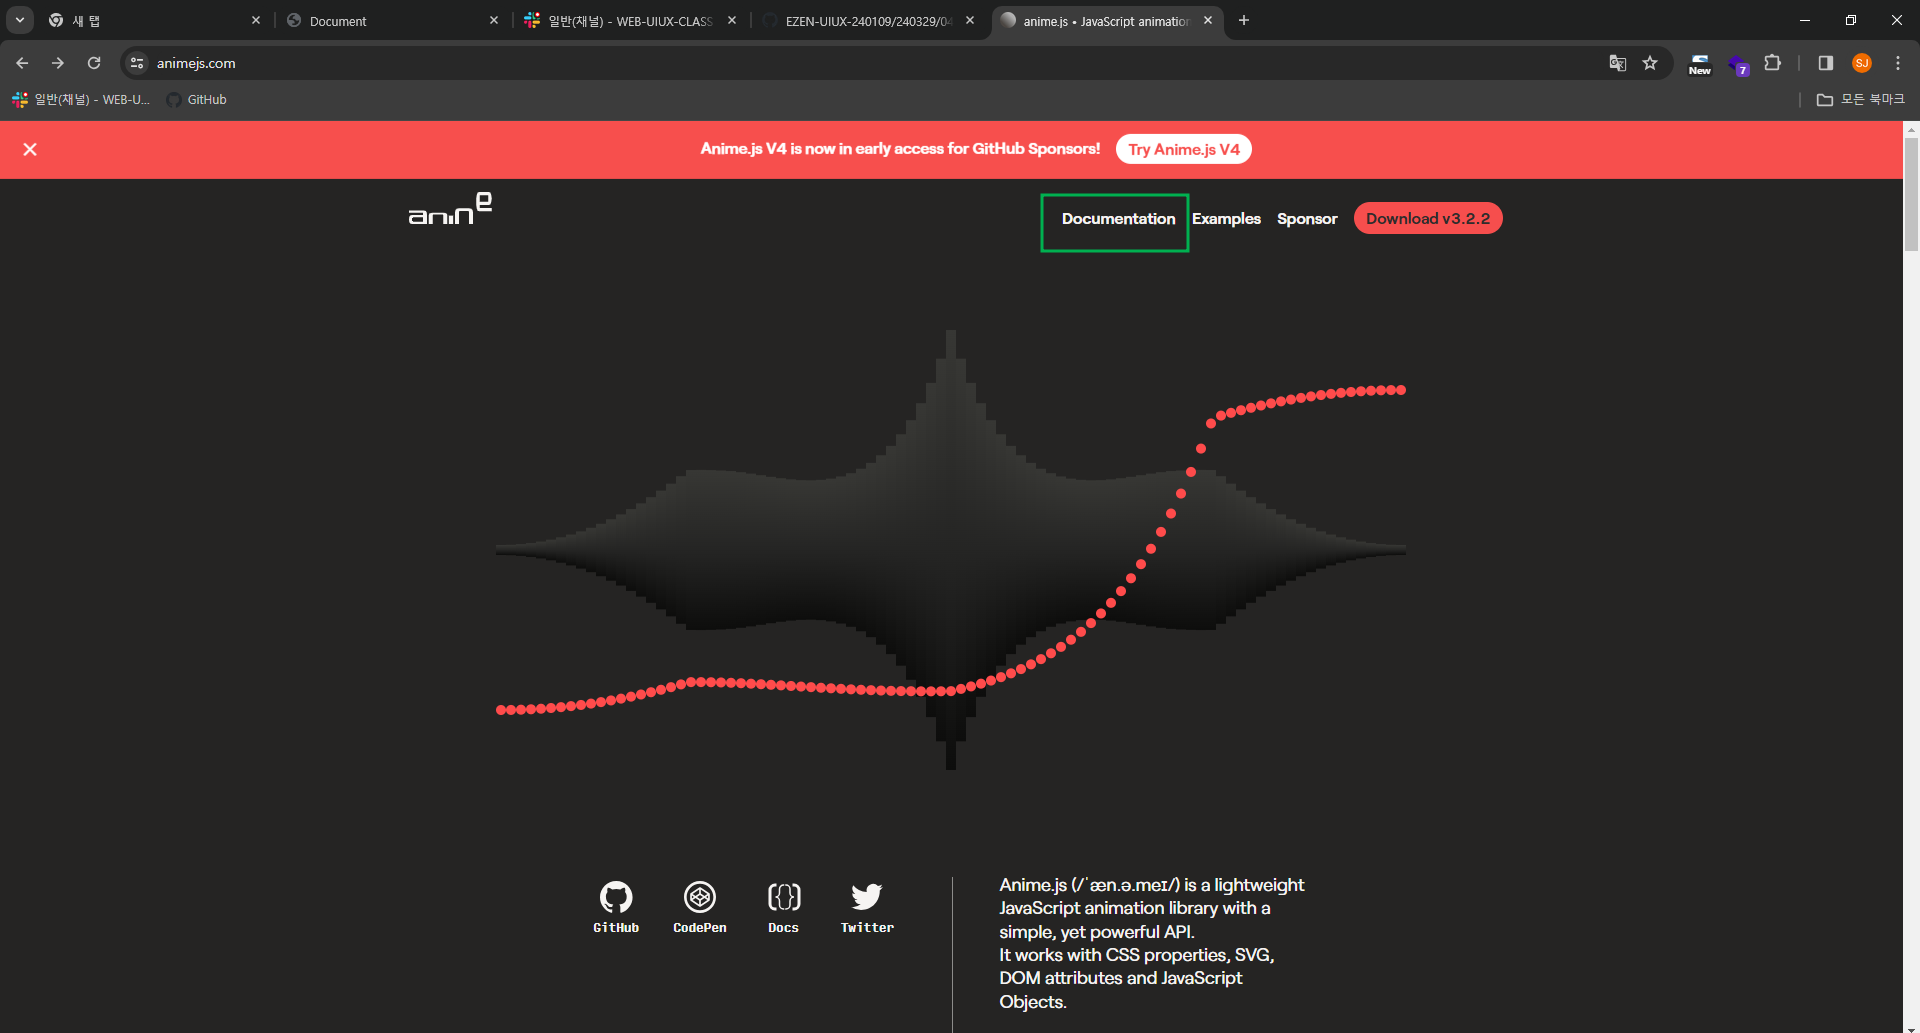 새 탭
Document
일반(채널) - WEB-UIUX-CLASS
EZEN-UIUX-240109/240329/04
anime.js • JavaScript animation
animejs.com
New
7
SJ
일반(채널) - WEB-U...
GitHub
모든 북마크
Anime.js V4 is now in early access for GitHub Sponsors!
Try Anime.js V4
anime
Documentation
Examples
Sponsor
Download v3.2.2
GitHub
CodePen
Docs
Twitter
Anime.js (/ˈæn.ə.meɪ/) is a lightweight
JavaScript animation library with a
simple, yet powerful API.
It works with CSS properties, SVG,
DOM attributes and JavaScript
Objects.